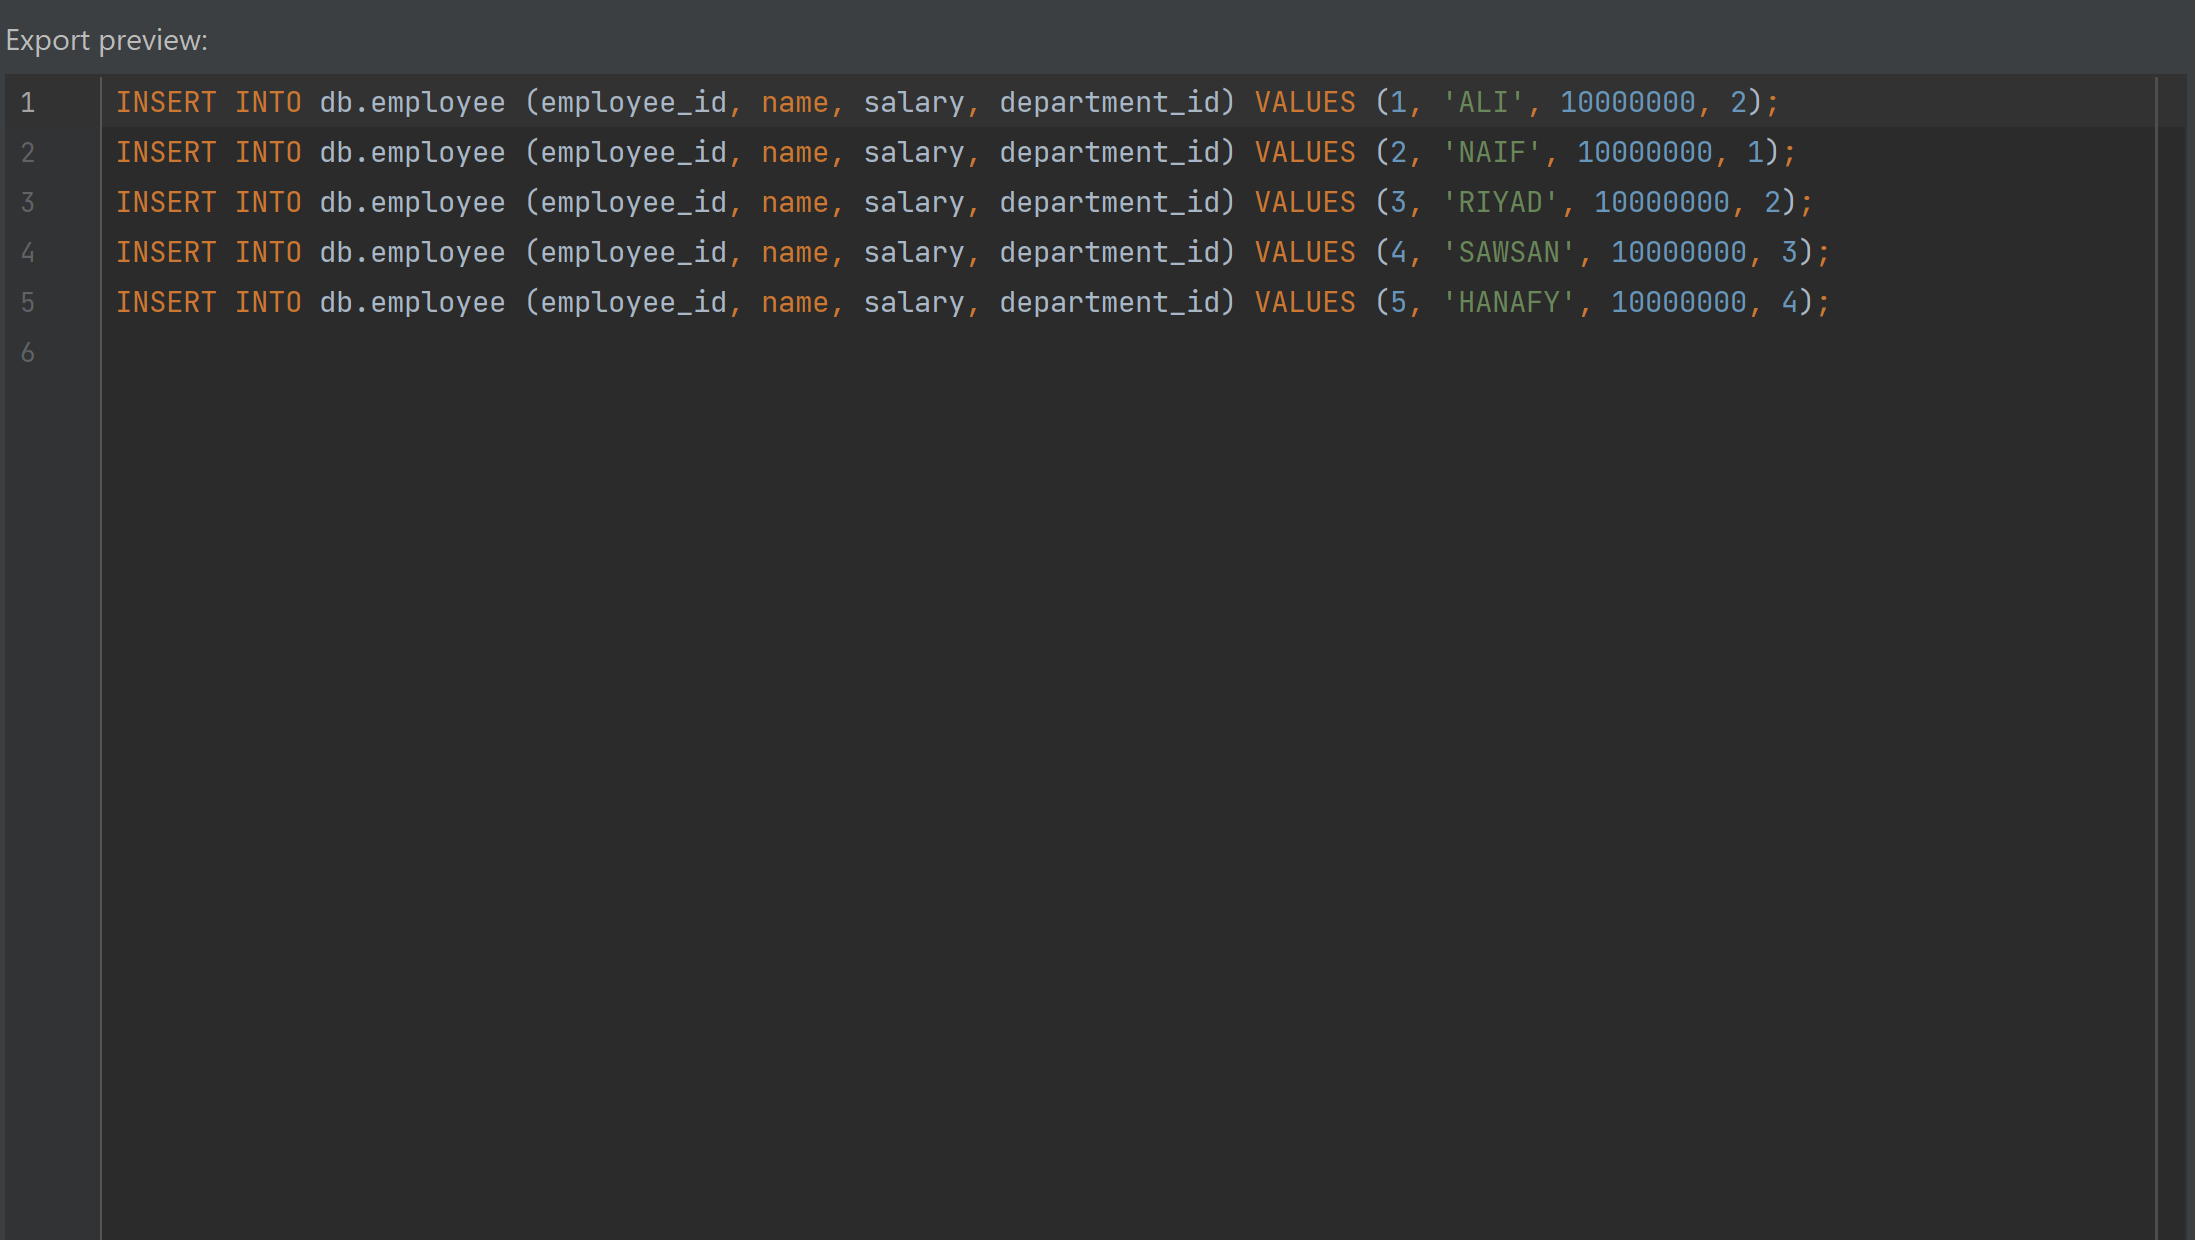 Export preview:
1 INSERT INTO db.employee (employee_id, name, salary, department_id) VALUES (1, 'ALI', 10000000, 2);
2 INSERT INTO db.employee (employee_id, name, salary, department_id) VALUES (2, 'NAIF', 10000000, 1);
3 INSERT INTO db.employee (employee_id, name, salary, department_id) VALUES (3, 'RIYAD', 10000000, 2);
4 INSERT INTO db.employee (employee_id, name, salary, department_id) VALUES (4, 'SAWSAN', 10000000, 3);
5 INSERT INTO db.employee (employee_id, name, salary, department_id) VALUES (5, 'HANAFY', 10000000, 4);
6